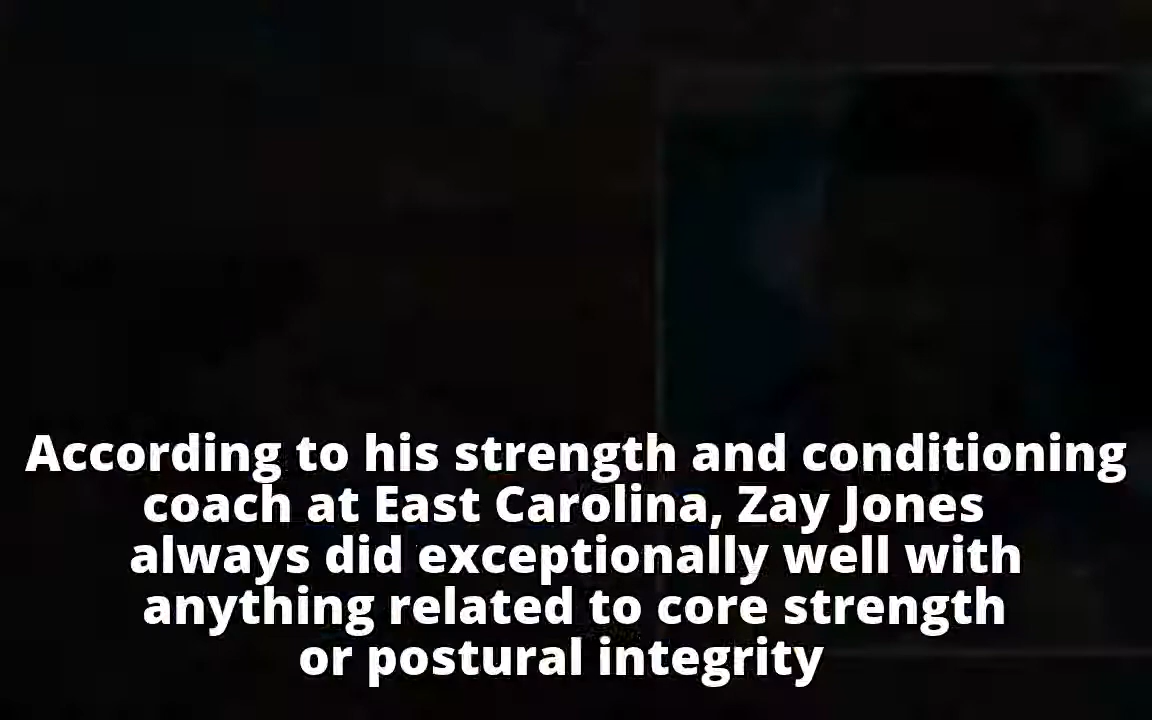 According to his strength and conditioning
coach at East Carolina, Zay Jones
always did exceptionally well with
anything related to core strength
or postural integrity